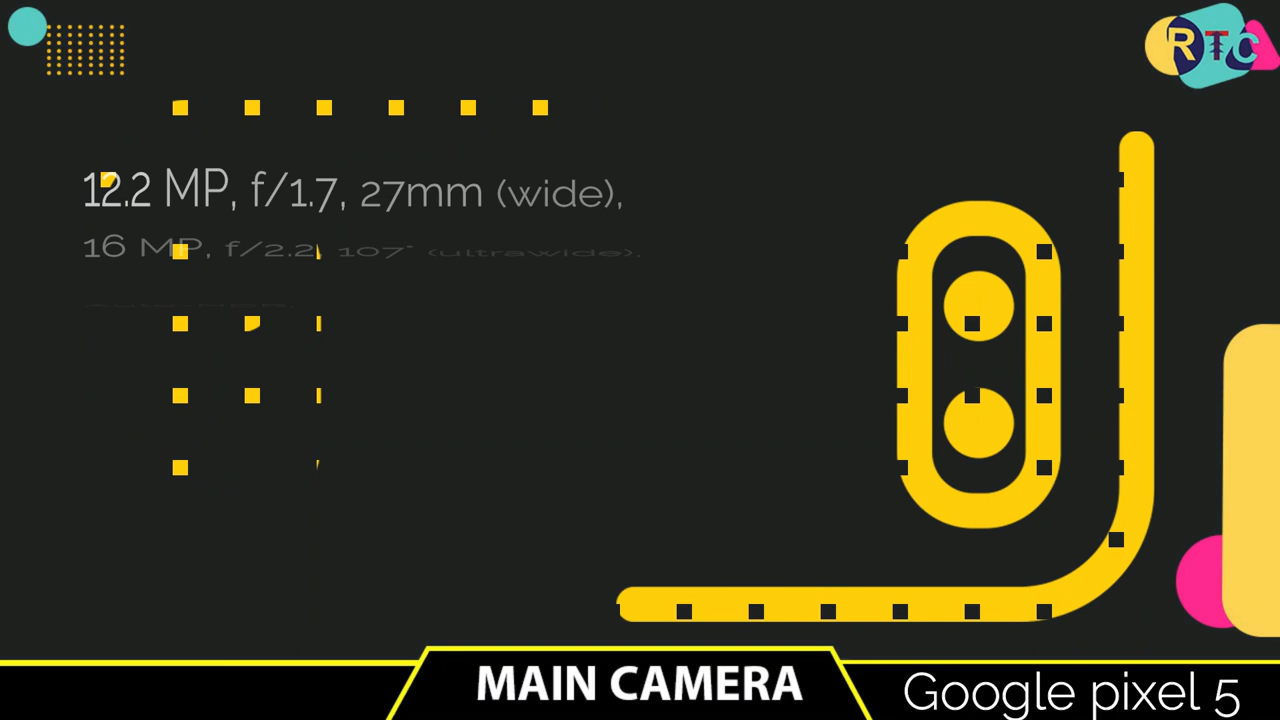 RTC
12.2 MP, f/1.7, 27mm (wide),
16 MP, f/2.2, 107° (ultrawide).
MAIN CAMERA
Google pixel 5